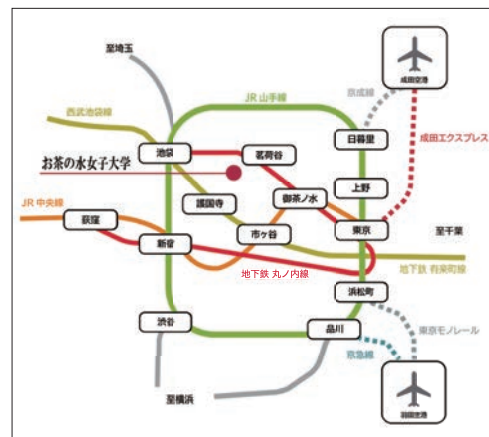 至埼玉
JR 山手線
京成線
成田空港
西武池袋線
日暮里
成田エクスプレス
池袋
茗荷谷
お茶の水女子大学
上野
護国寺
御茶ノ水
JR 中央線
荻窪
市ヶ谷
東京
至千葉
新宿
地下鉄 丸ノ内線
地下鉄 有楽町線
浜松町
渋谷
品川
東京モノレール
京急線
至横浜
羽田空港